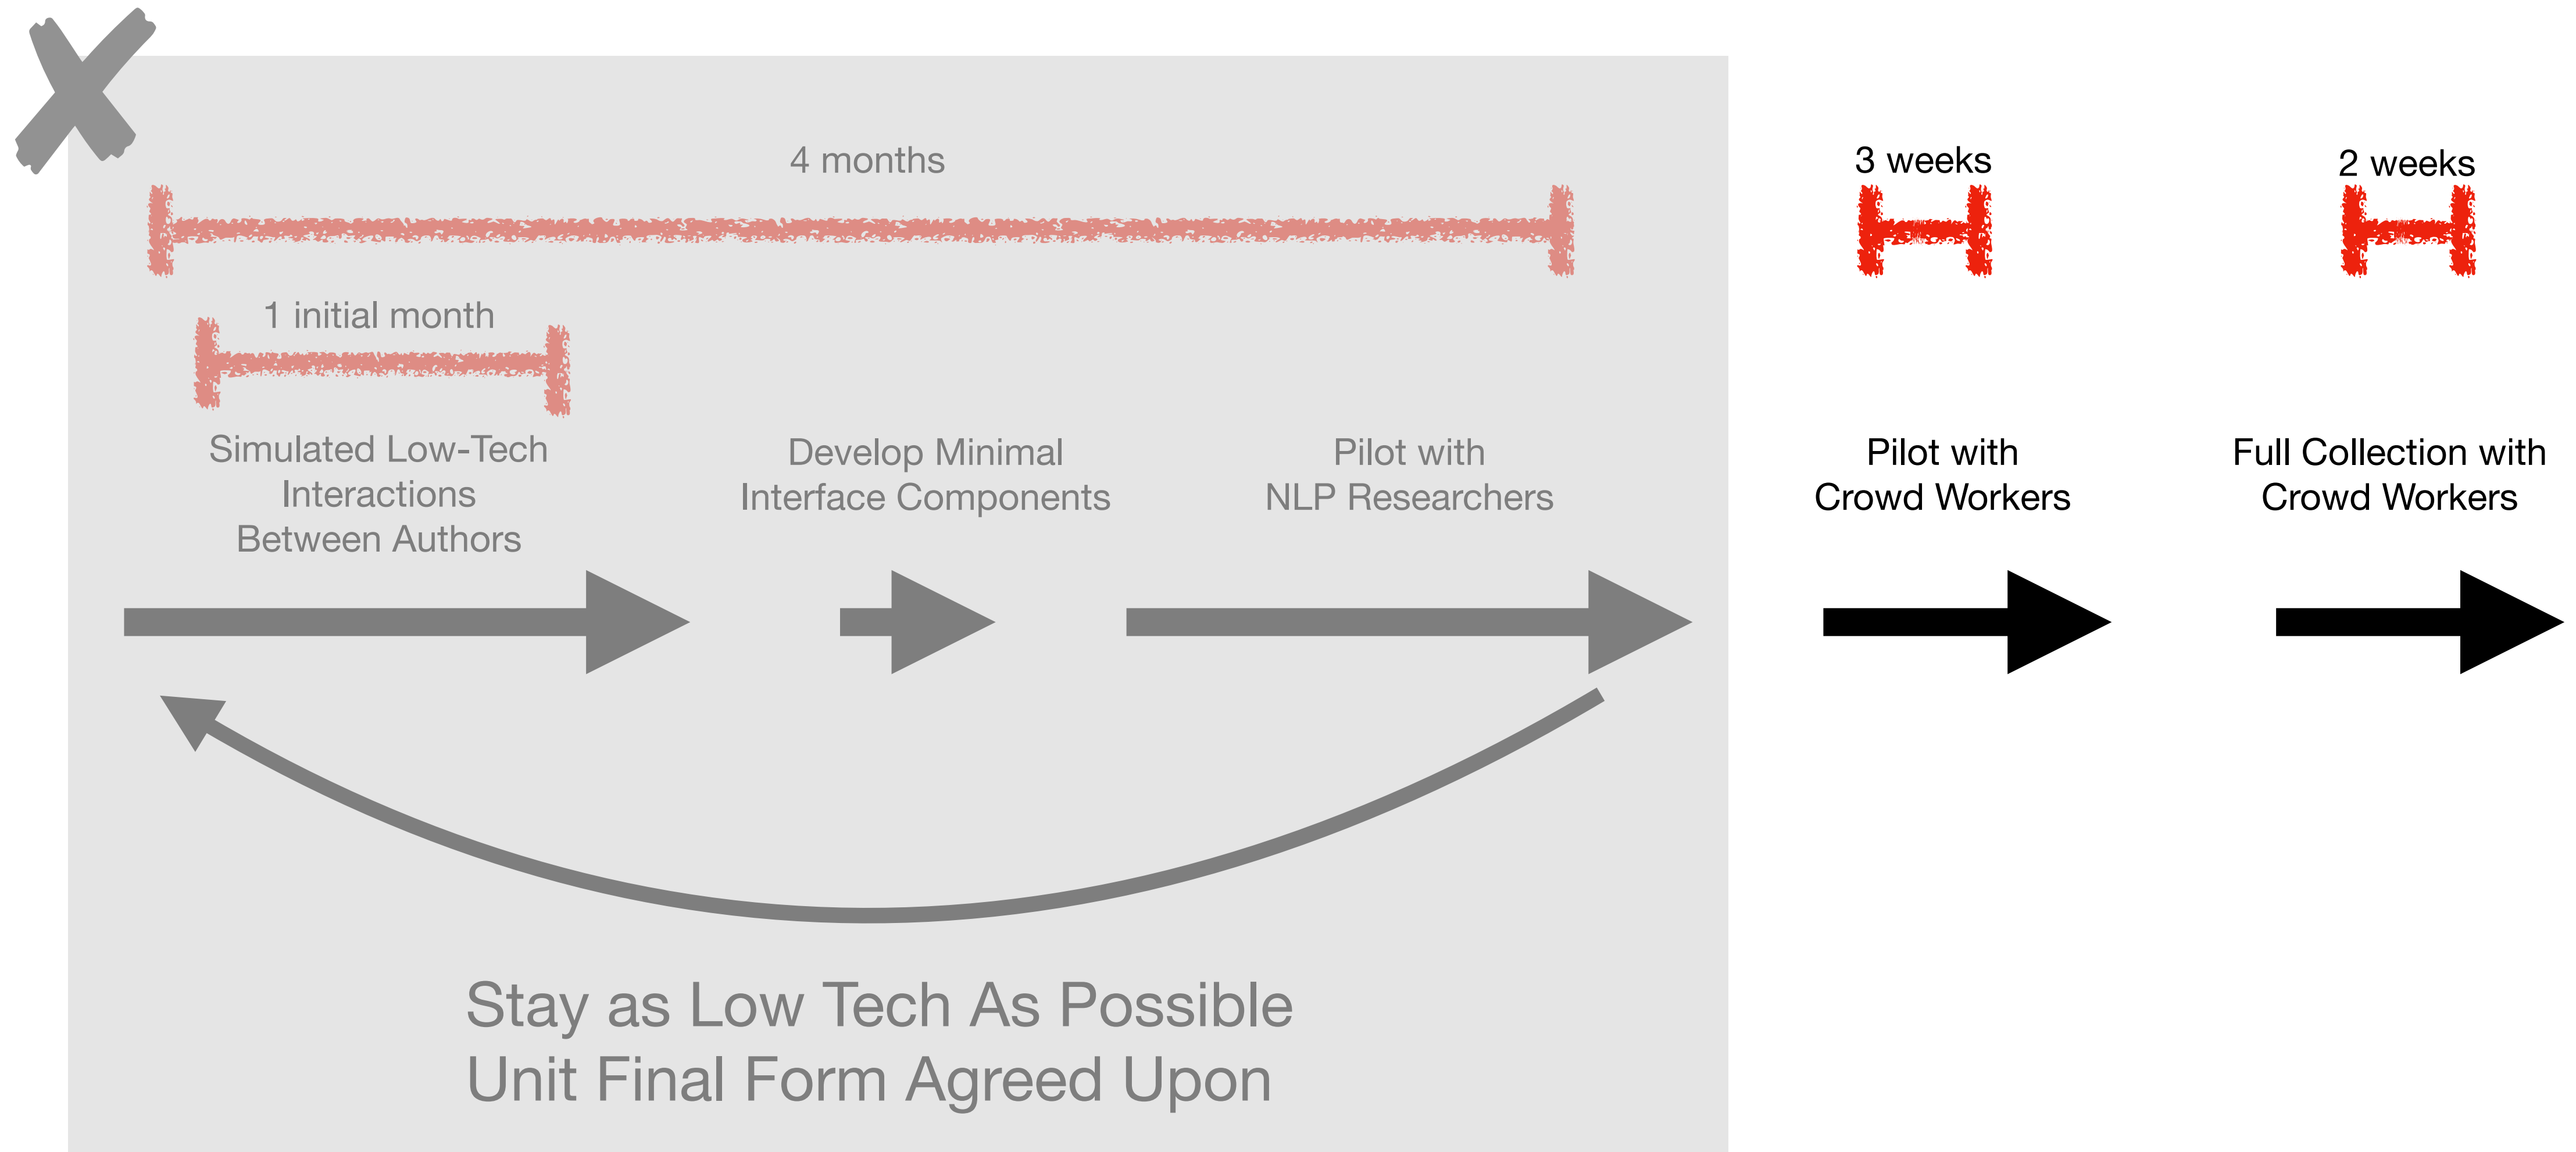 4 months
3 weeks
2 weeks
1 initial month
Simulated Low-Tech
Interactions
Between Authors
Develop Minimal
Interface Components
Pilot with
NLP Researchers
Pilot with
Crowd Workers
Full Collection with
Crowd Workers
Stay as Low Tech As Possible
Unit Final Form Agreed Upon